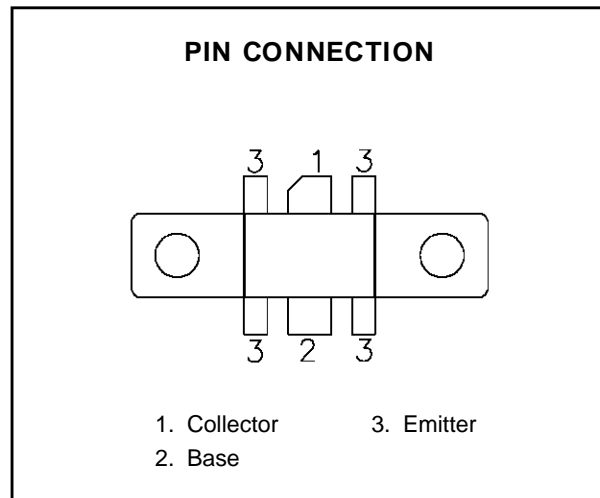 PIN CONNECTION
3 1 3
3 2 3
1. Collector 3. Emitter
2. Base